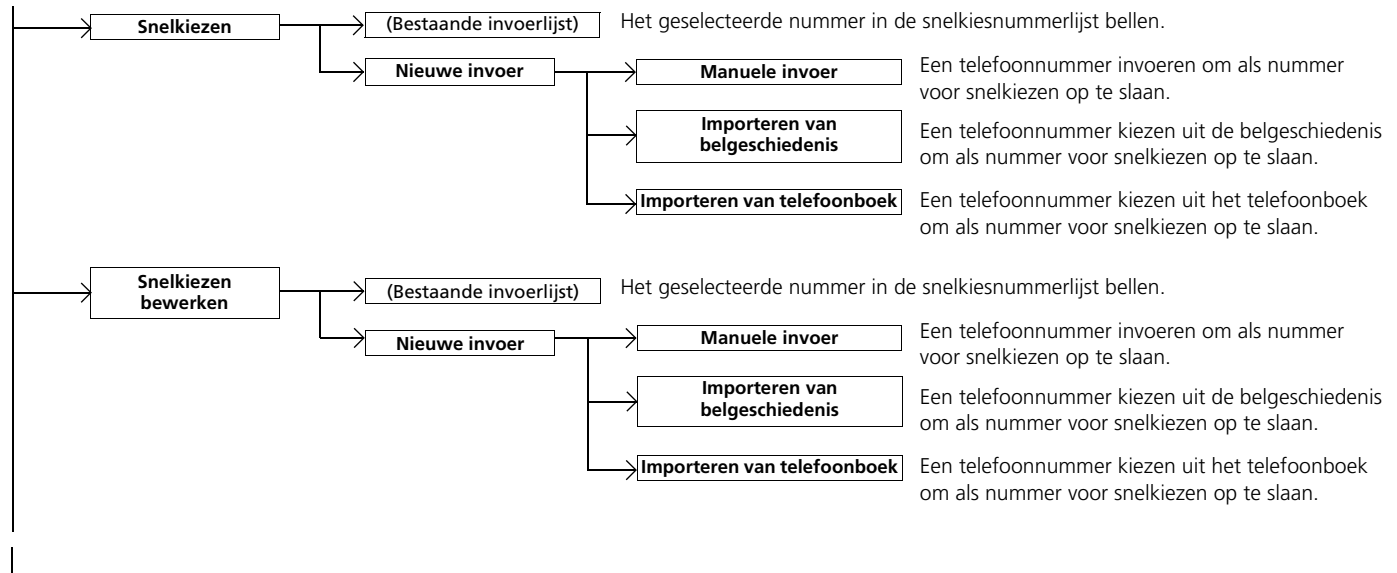 Snelkiezen
(Bestaande invoerlijst)
Het geselecteerde nummer in de snelkiesnummerlijst bellen.
Nieuwe invoer
Manuele invoer
Een telefoonnummer invoeren om als nummer
voor snelkiezen op te slaan.
Importeren van
belgeschiedenis
Een telefoonnummer kiezen uit de belgeschiedenis
om als nummer voor snelkiezen op te slaan.
Importeren van telefoonboek
Een telefoonnummer kiezen uit het telefoonboek
om als nummer voor snelkiezen op te slaan.
Snelkiezen
bewerken
(Bestaande invoerlijst)
Het geselecteerde nummer in de snelkiesnummerlijst bellen.
Nieuwe invoer
Manuele invoer
Een telefoonnummer invoeren om als nummer
voor snelkiezen op te slaan.
Importeren van
belgeschiedenis
Een telefoonnummer kiezen uit de belgeschiedenis
om als nummer voor snelkiezen op te slaan.
Importeren van telefoonboek
Een telefoonnummer kiezen uit het telefoonboek
om als nummer voor snelkiezen op te slaan.